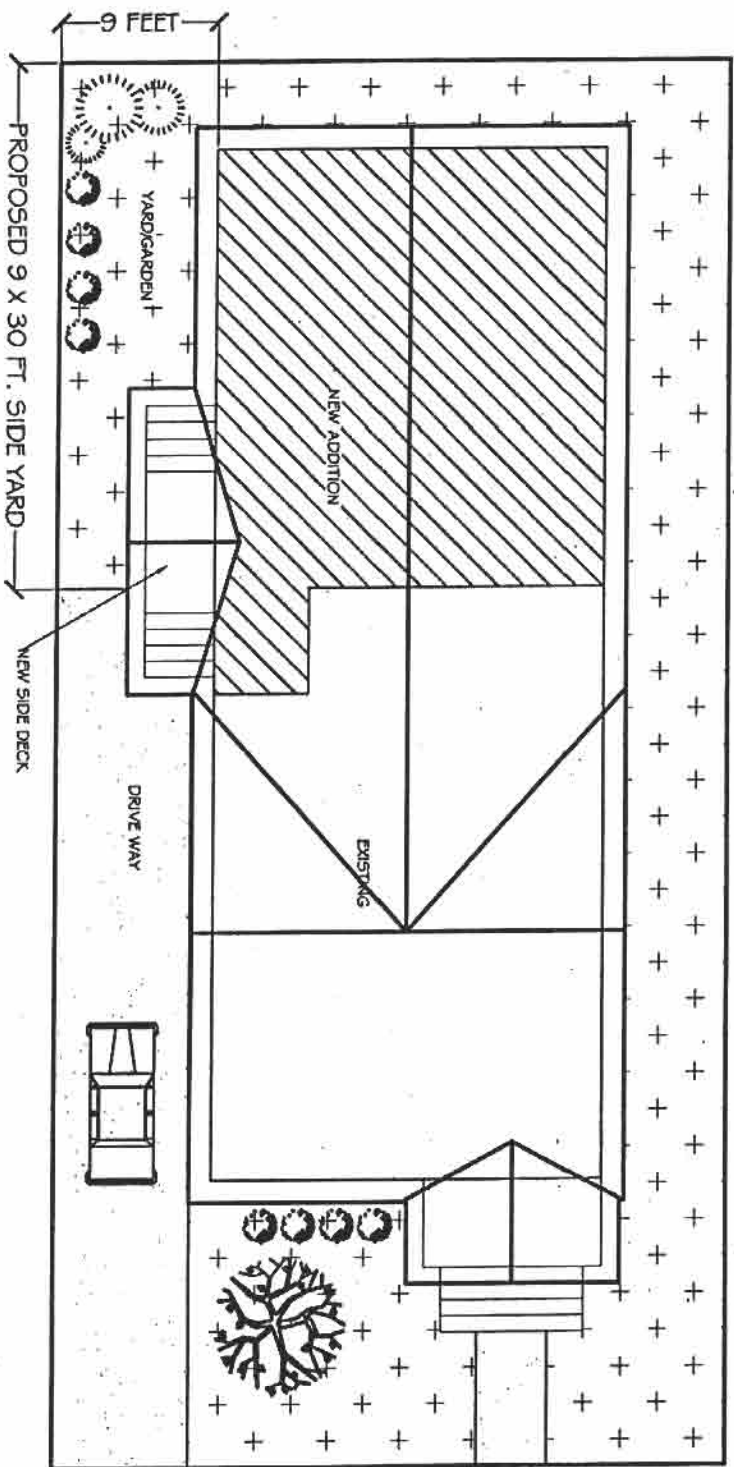 9 FEET
PROPOSED 9 X 30 FT. SIDE YARD
YARD/GARDEN
NEW ADDITION
NEW SIDE DECK
DRIVE WAY
EXISTING